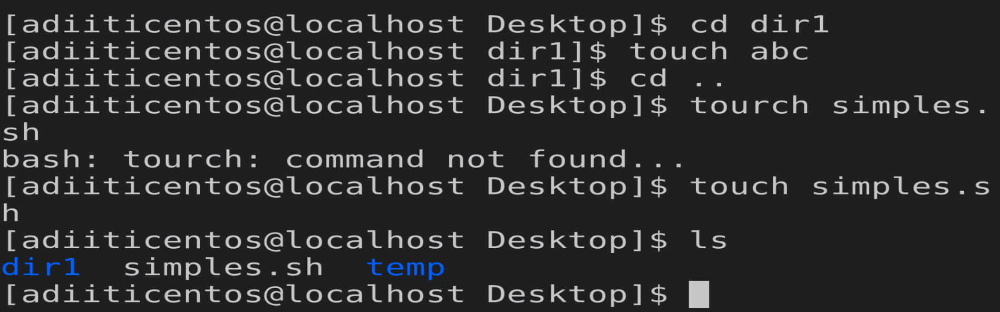 [adiiticentos@localhost Desktop]$ cd dir1
[adiiticentos@localhost dir1]$ touch abc
[adiiticentos@localhost dir1]$ cd ..
[adiiticentos@localhost Desktop]$ tourch simples.
sh
bash: tourch: command not found...
[adiiticentos@localhost Desktop]$ touch simples.s
h
[adiiticentos@localhost Desktop]$ ls
dir1  simples.sh  temp
[adiiticentos@localhost Desktop]$